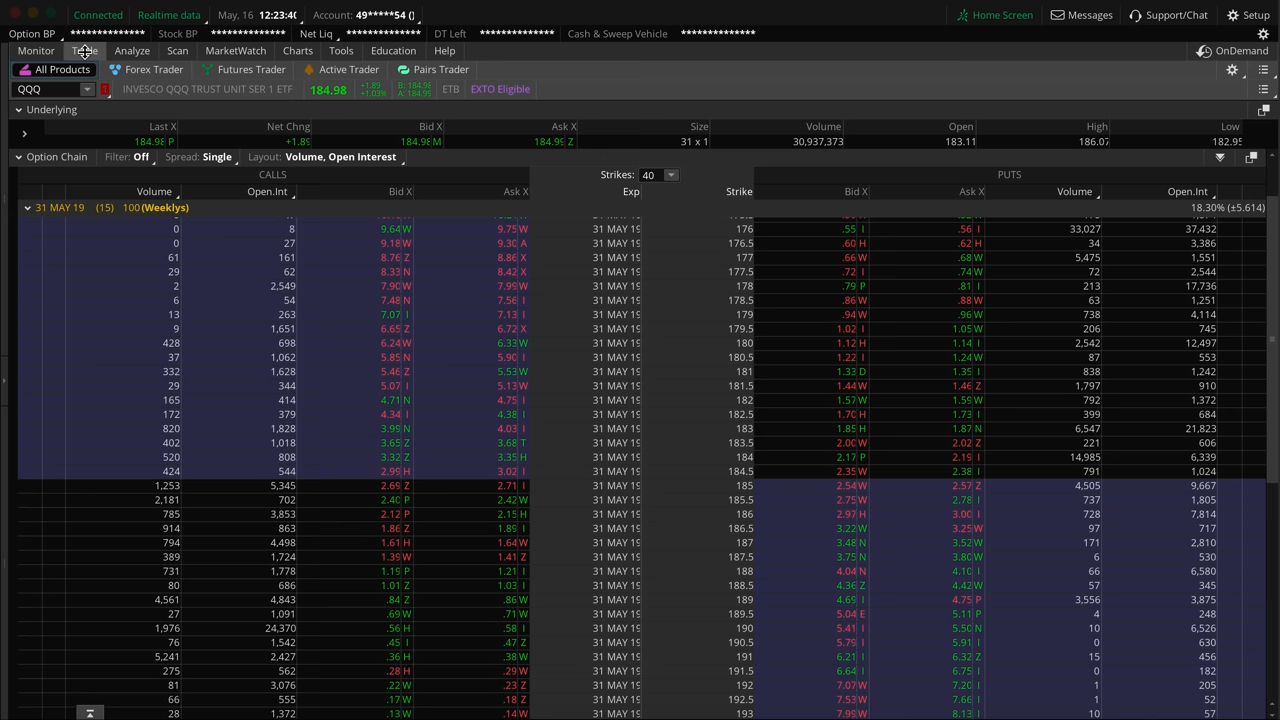 Connected Realtime data May, 16 12:23:40 Account: 49*****54 () Home Screen Messages Support/Chat Setup
Option BP ************** Stock BP ************** Net Liq ************** DT Left ************** Cash & Sweep Vehicle **************
Monitor Analyze Scan MarketWatch Charts Tools Education Help OnDemand
All Products Forex Trader Futures Trader Active Trader Pairs Trader
QQQ INVESCO QQQ TRUST UNIT SER 1 ETF 184.98 +1.89 +1.03% B: 184.98 A: 184.99 ETB EXTO Eligible
Underlying
Last X Net Chng Bid X Ask X Size Volume Open High Low
184.98 P +1.89 184.98 M 184.99 Z 31 x 1 30,937,373 183.11 186.07 182.95
Option Chain Filter: Off Spread: Single Layout: Volume, Open Interest
CALLS Strikes: 40 PUTS
Volume Open.Int Bid X Ask X Exp Strike Bid X Ask X Volume Open.Int
31 MAY 19 (15) 100 (Weeklys) 18.30% (±5.614)
0 8 9.64 W 9.75 W 31 MAY 19 176 .55 I .56 I 33,027 37,432
0 27 9.18 W 9.30 A 31 MAY 19 176.5 .60 H .62 H 34 3,386
61 161 8.76 Z 8.86 X 31 MAY 19 177 .66 X .68 W 5,475 1,551
29 62 8.33 N 8.42 X 31 MAY 19 177.5 .72 I .74 W 72 2,544
2 2,549 7.90 W 7.99 W 31 MAY 19 178 .79 P .81 I 213 17,736
6 54 7.48 N 7.56 I 31 MAY 19 178.5 .86 W .88 W 63 1,251
13 263 7.07 I 7.13 I 31 MAY 19 179 .94 W .96 W 738 4,114
9 1,651 6.65 Z 6.72 X 31 MAY 19 179.5 1.02 I 1.05 W 206 745
428 698 6.24 W 6.33 W 31 MAY 19 180 1.12 H 1.14 I 2,542 12,497
37 1,062 5.85 N 5.90 I 31 MAY 19 180.5 1.22 I 1.24 W 87 553
332 1,628 5.46 Z 5.53 W 31 MAY 19 181 1.33 D 1.35 I 838 1,242
29 344 5.07 I 5.13 W 31 MAY 19 181.5 1.44 W 1.46 Z 1,797 910
165 414 4.71 N 4.75 I 31 MAY 19 182 1.57 W 1.59 W 792 1,372
172 379 4.34 I 4.38 I 31 MAY 19 182.5 1.70 H 1.73 I 399 684
820 1,828 3.99 N 4.03 I 31 MAY 19 183 1.85 H 1.87 N 6,547 21,823
402 1,018 3.65 Z 3.68 T 31 MAY 19 183.5 2.00 W 2.02 Z 221 606
520 808 3.32 Z 3.35 H 31 MAY 19 184 2.17 P 2.19 I 14,985 6,339
424 544 2.99 H 3.02 I 31 MAY 19 184.5 2.35 W 2.38 I 791 1,024
1,253 5,345 2.69 Z 2.71 I 31 MAY 19 185 2.54 W 2.57 Z 4,505 9,667
2,181 702 2.40 P 2.42 W 31 MAY 19 185.5 2.75 W 2.78 I 737 1,805
785 3,853 2.12 P 2.15 H 31 MAY 19 186 2.97 H 3.00 I 728 7,814
914 863 1.86 Z 1.89 I 31 MAY 19 186.5 3.22 W 3.25 W 97 717
794 4,498 1.61 H 1.64 W 31 MAY 19 187 3.48 N 3.52 W 171 2,810
389 1,724 1.39 W 1.41 Z 31 MAY 19 187.5 3.75 N 3.80 W 6 530
731 1,778 1.19 P 1.21 I 31 MAY 19 188 4.04 N 4.10 I 66 6,580
80 686 1.01 Z 1.03 I 31 MAY 19 188.5 4.36 Z 4.42 W 57 345
4,561 4,843 .84 Z .86 W 31 MAY 19 189 4.69 I 4.75 P 3,556 3,875
27 1,091 .69 W .71 W 31 MAY 19 189.5 5.04 E 5.11 P 4 248
1,976 24,370 .56 H .58 I 31 MAY 19 190 5.41 I 5.50 N 10 6,526
76 1,542 .45 I .47 Z 31 MAY 19 190.5 5.79 I 5.91 I 0 630
5,241 2,427 .36 H .38 W 31 MAY 19 191 6.21 I 6.32 Z 15 456
275 562 .28 H .29 W 31 MAY 19 191.5 6.64 I 6.75 I 0 182
81 3,076 .22 W .23 Z 31 MAY 19 192 7.07 W 7.20 I 1 205
66 555 .17 W .18 Z 31 MAY 19 192.5 7.53 W 7.66 I 1 52
28 1,372 .13 W .14 W 31 MAY 19 193 7.99 W 8.13 I 10 57